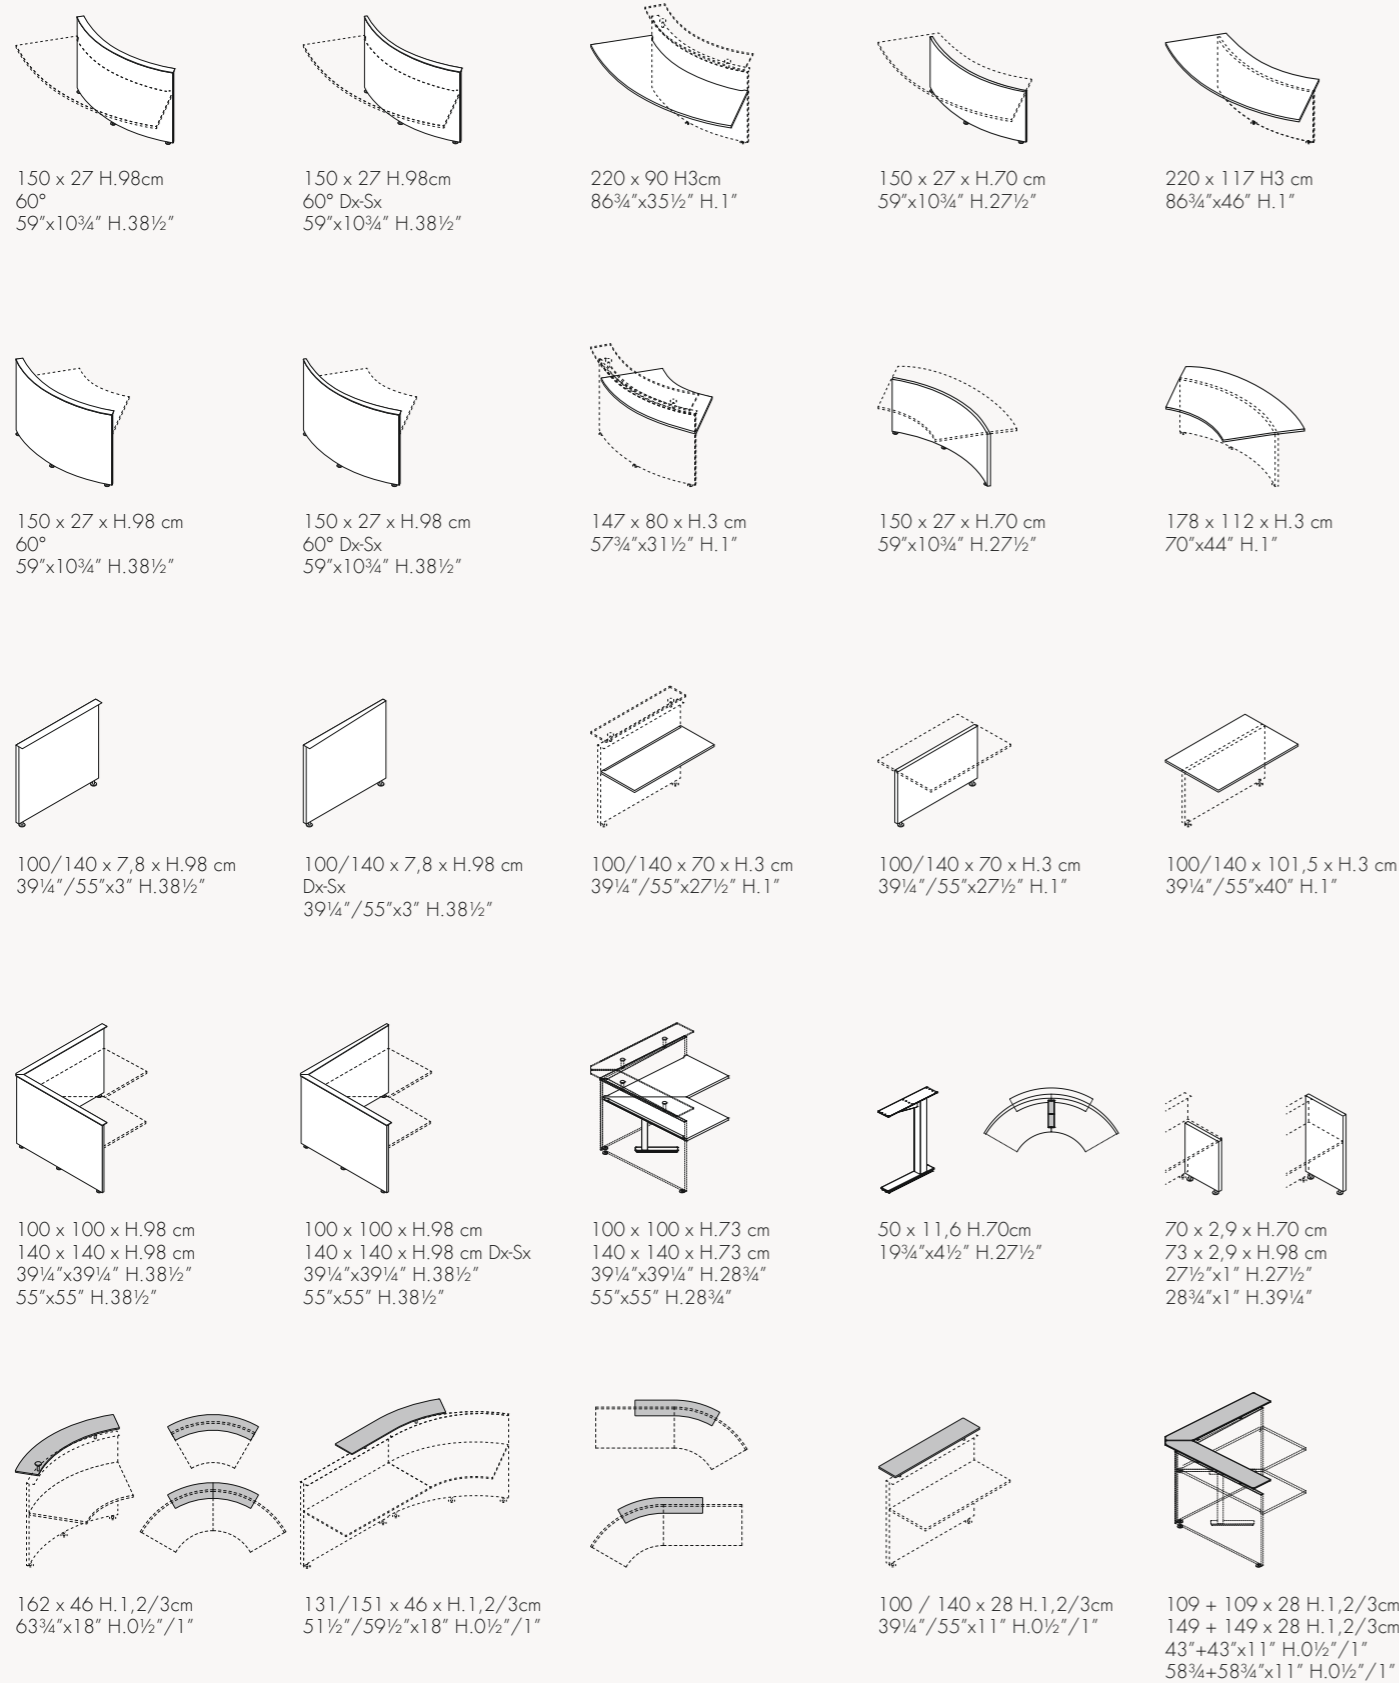 150 x 27 H.98cm
60°
59"x10¾" H.38½"
150 x 27 H.98cm
60° Dx-Sx
59"x10¾" H.38½"
220 x 90 H3cm
86¾"x35½" H.1"
150 x 27 x H.70 cm
59"x10¾" H.27½"
220 x 117 H3 cm
86¾"x46" H.1"
150 x 27 x H.98 cm
60°
59"x10¾" H.38½"
150 x 27 x H.98 cm
60° Dx-Sx
59"x10¾" H.38½"
147 x 80 x H.3 cm
57¾"x31½" H.1"
150 x 27 x H.70 cm
59"x10¾" H.27½"
178 x 112 x H.3 cm
70"x44" H.1"
100/140 x 7,8 x H.98 cm
39¼"/55"x3" H.38½"
100/140 x 7,8 x H.98 cm
Dx-Sx
39¼"/55"x3" H.38½"
100/140 x 70 x H.3 cm
39¼"/55"x27½" H.1"
100/140 x 70 x H.3 cm
39¼"/55"x27½" H.1"
100/140 x 101,5 x H.3 cm
39¼"/55"x40" H.1"
100 x 100 x H.98 cm
140 x 140 x H.98 cm
39¼"x39¼" H.38½"
55"x55" H.38½"
100 x 100 x H.98 cm
140 x 140 x H.98 cm Dx-Sx
39¼"x39¼" H.38½"
55"x55" H.38½"
100 x 100 x H.73 cm
140 x 140 x H.73 cm
39¼"x39¼" H.28¾"
55"x55" H.28¾"
50 x 11,6 H.70cm
19¾"x4½" H.27½"
70 x 2,9 x H.70 cm
73 x 2,9 x H.98 cm
27½"x1" H.27½"
28¾"x1" H.39¼"
162 x 46 H.1,2/3cm
63¾"x18" H.0½"/1"
131/151 x 46 x H.1,2/3cm
51½"/59½"x18" H.0½"/1"
100 / 140 x 28 H.1,2/3cm
39¼"/55"x11" H.0½"/1"
109 + 109 x 28 H.1,2/3cm
149 + 149 x 28 H.1,2/3cm
43"+43"x11" H.0½"/1"
58¾+58¾"x11" H.0½"/1"